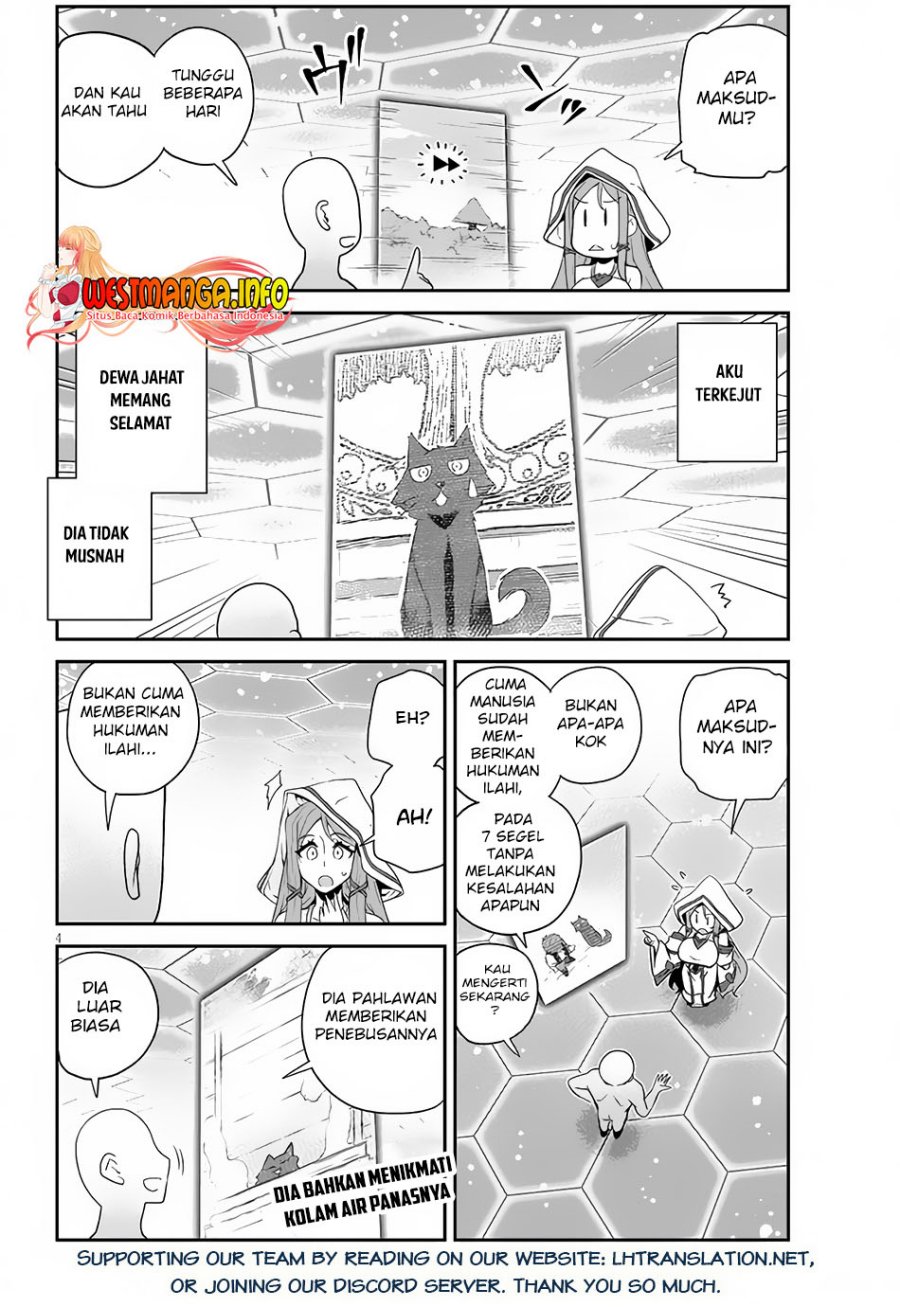 APA
MAKSUD-
MU?
TUNGGU
BEBERAPA
HARI
DAN KAU
AKAN TAHU
ヴン
WESTMANGA.INFO
Situs Baca Komik Berbahasa Indonesia
AKU
TERKEJUT
DEWA JAHAT
MEMANG
SELAMAT
DIA TIDAK
MUSNAH
APA
MAKSUD-
NYA INI?
BUKAN
APA-APA
KOK
CUMA
MANUSIA
SUDAH
MEM-
BERIKAN
HUKUMAN
ILAHI,
PADA
7 SEGEL
TANPA
MELAKUKAN
KESALAHAN
APAPUN
KAU
MENGERTI
SEKARANG
?
EH?
AH!
BUKAN CUMA
MEMBERIKAN
HUKUMAN
ILAHI...
4
DIA PAHLAWAN
MEMBERIKAN
PENEBUSANNYA
DIA
LUAR
BIASA
DIA BAHKAN MENIKMATI
KOLAM AIR PANASNYA
SUPPORTING OUR TEAM BY READING ON OUR WEBSITE: LHTRANSLATION.NET,
OR JOINING OUR DISCORD SERVER. THANK YOU SO MUCH.